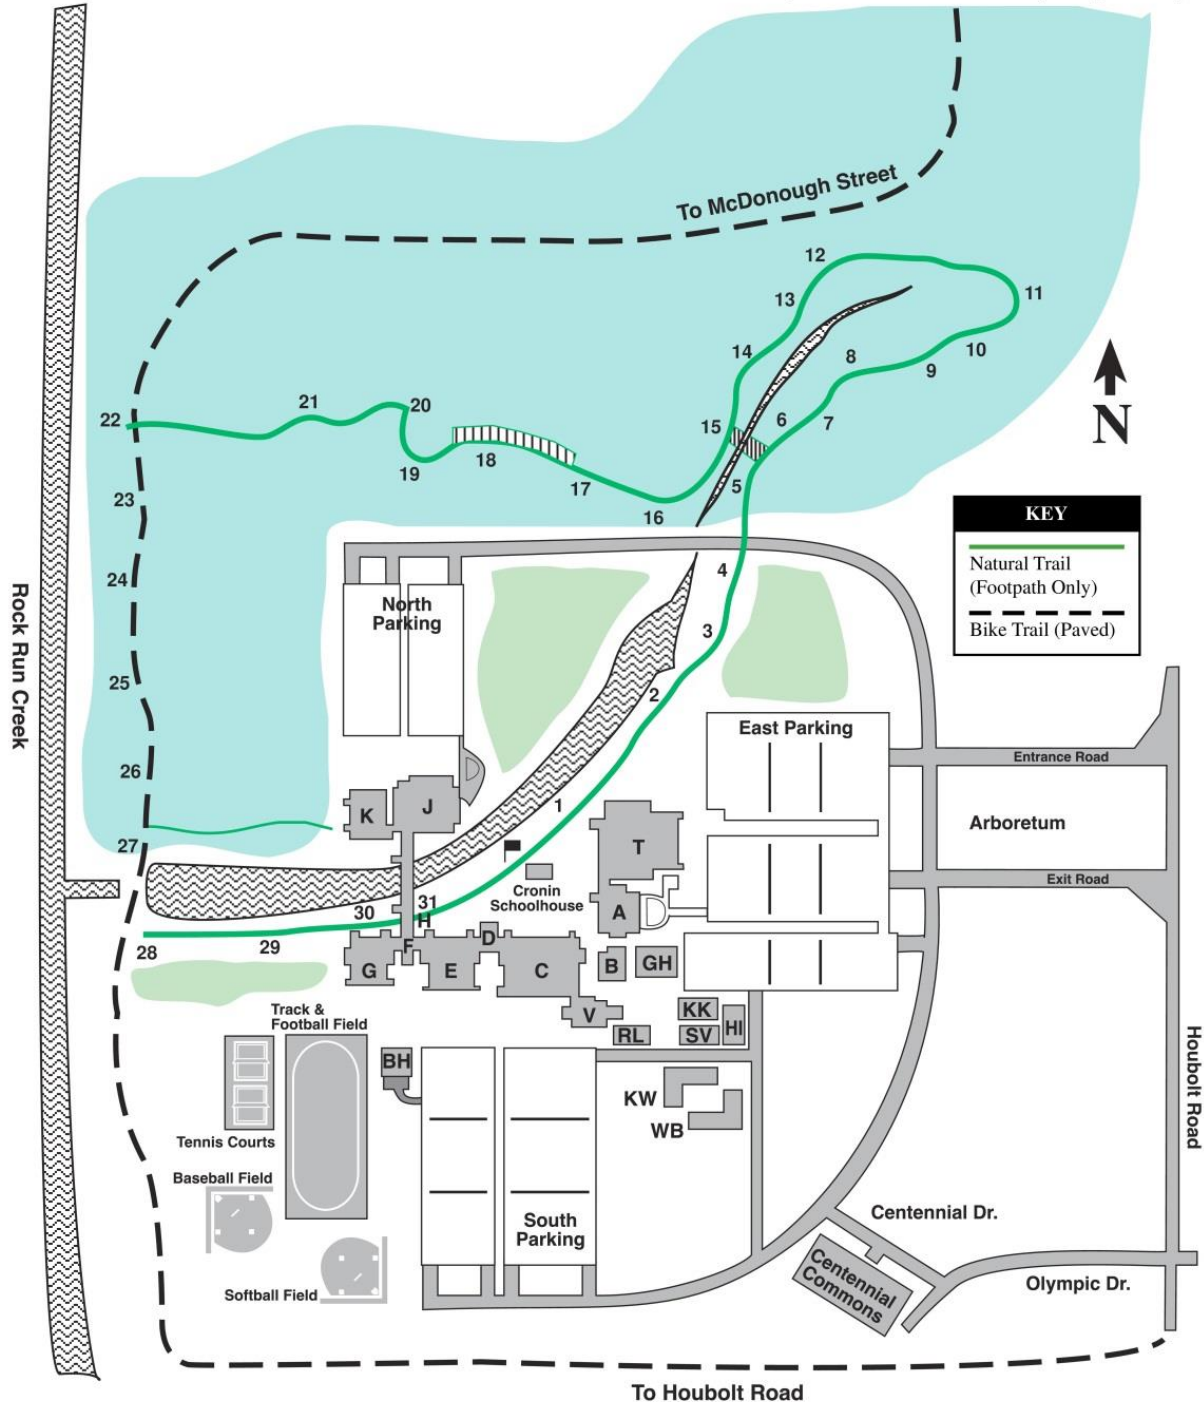 To McDonough Street
12
11
13
14
10
8
9
21
20
22
15
6
7
19
18
17
5
23
16
N
KEY
Natural Trail
(Footpath Only)
Bike Trail (Paved)
24
4
North
Parking
3
Rock Run Creek
25
2
East Parking
Entrance Road
26
1
K
J
Arboretum
T
27
Cronin
Schoolhouse
Exit Road
30
31
H
A
28
29
F
D
G
E
C
B
GH
V
KK
Track &
Football Field
RL
SV
HI
BH
KW
WB
Houbolt Road
Tennis Courts
Baseball Field
South
Parking
Centennial Dr.
Centennial
Commons
Olympic Dr.
Softball Field
To Houbolt Road